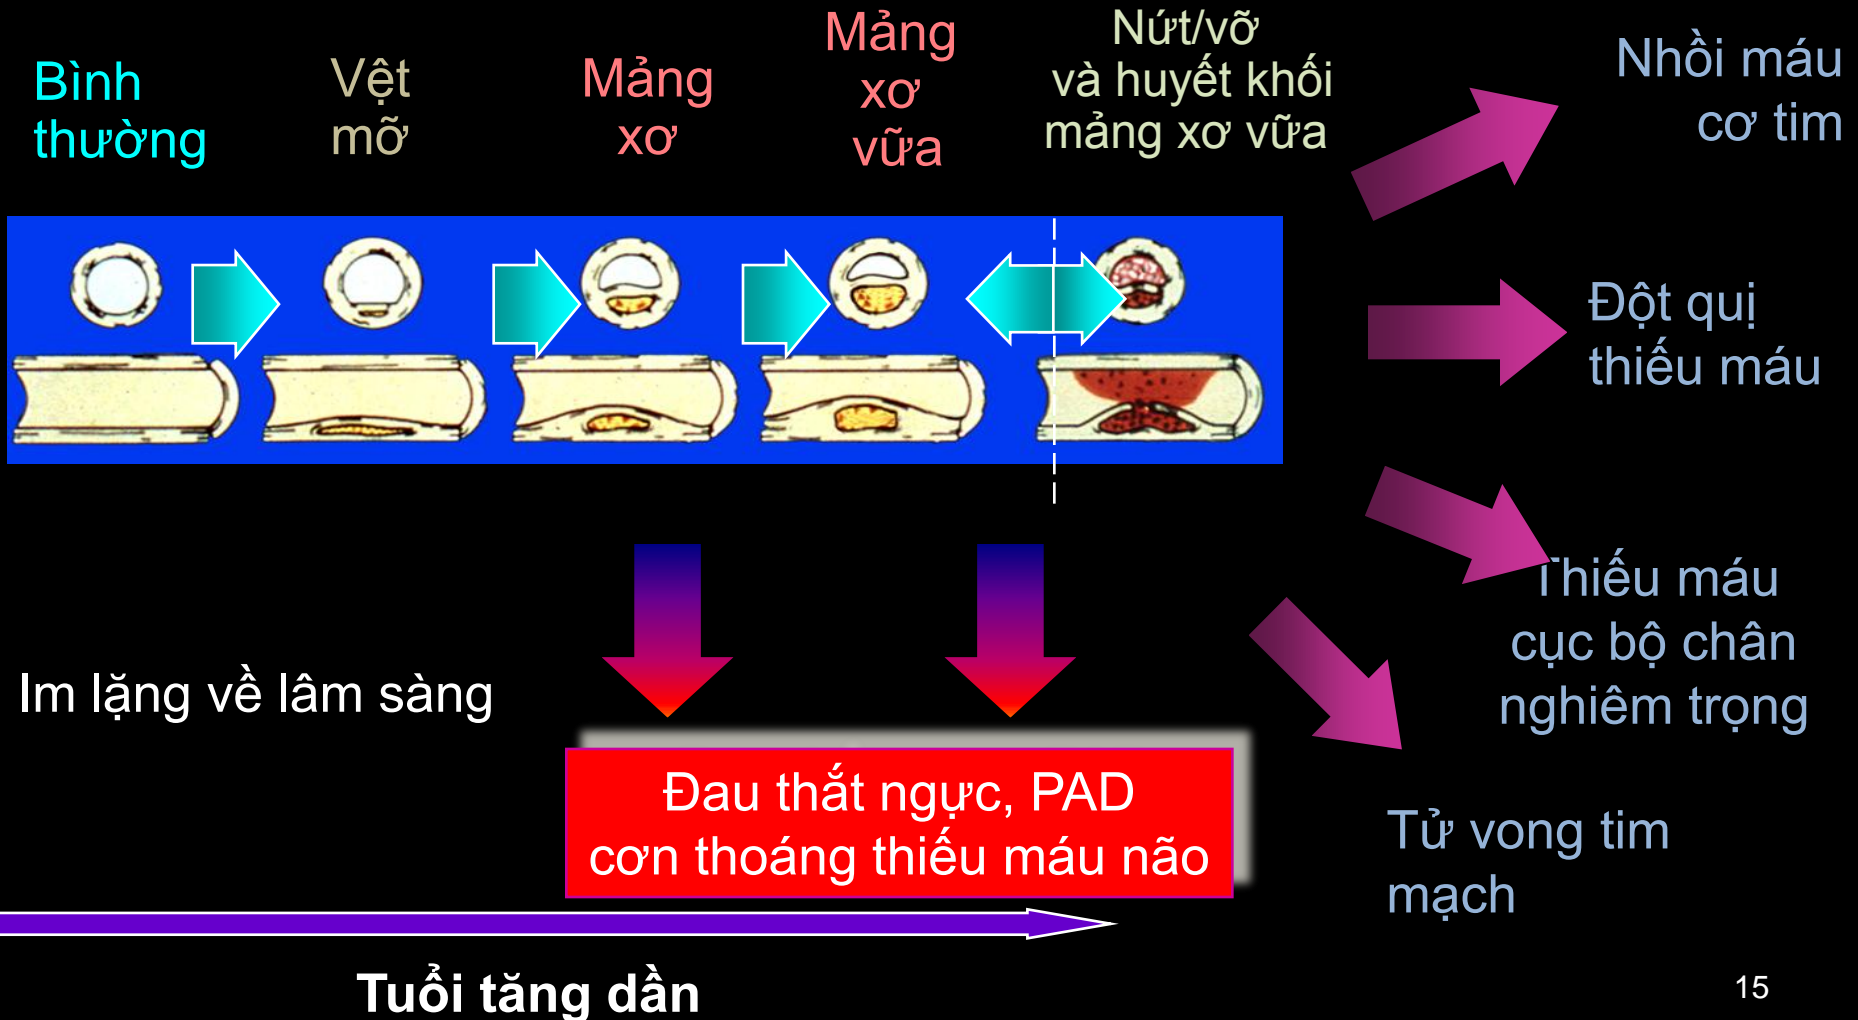 Bình
thường
Vệt
mỡ
Mảng
xơ
Mảng
xơ
vữa
Nứt/vỡ
và huyết khối
mảng xơ vữa
Nhồi máu
cơ tim
Đột quị
thiếu máu
Thiếu máu
cục bộ chân
nghiêm trọng
Tử vong tim
mạch
Im lặng về lâm sàng
Đau thắt ngực, PAD
cơn thoáng thiếu máu não
Tuổi tăng dần
15